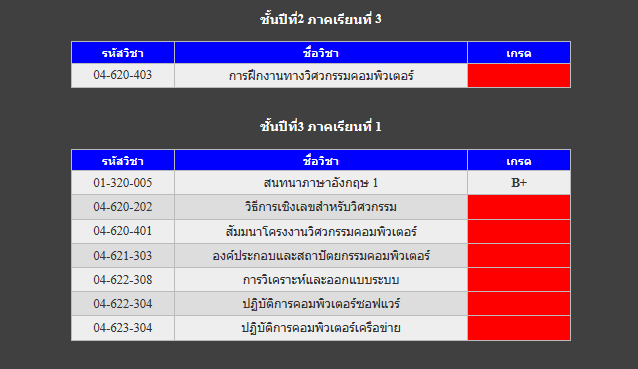 ชั้นปีที่2 ภาคเรียนที่ 3
รหัสวิชา ชื่อวิชา เกรด
04-620-403 การฝึกงานทางวิศวกรรมคอมพิวเตอร์
ชั้นปีที่3 ภาคเรียนที่ 1
รหัสวิชา ชื่อวิชา เกรด
01-320-005 สนทนาภาษาอังกฤษ 1 B+
04-620-202 วิธีการเชิงเลขสำหรับวิศวกรรม
04-620-401 สัมมนาโครงงานวิศวกรรมคอมพิวเตอร์
04-621-303 องค์ประกอบและสถาปัตยกรรมคอมพิวเตอร์
04-622-308 การวิเคราะห์และออกแบบระบบ
04-622-304 ปฏิบัติการคอมพิวเตอร์ซอฟแวร์
04-623-304 ปฏิบัติการคอมพิวเตอร์เครือข่าย